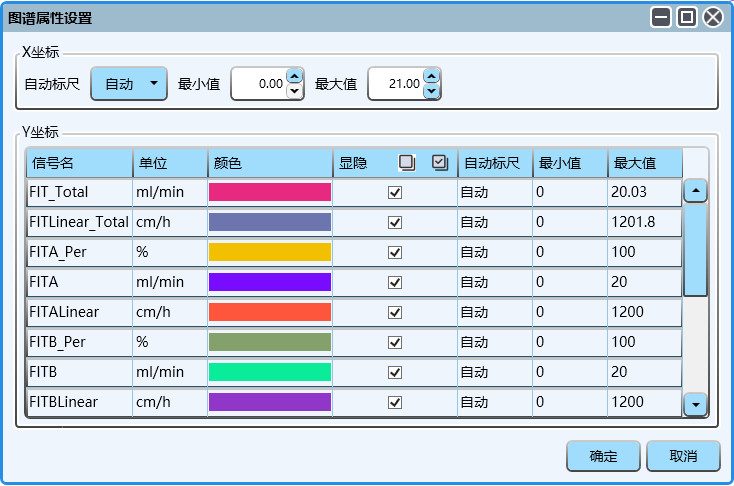 图谱属性设置
X坐标
自动标尺 自动 最小值 0.00 最大值 21.00
Y坐标
信号名 单位 颜色 显隐 自动标尺 最小值 最大值
FIT_Total ml/min 自动 0 20.03
FITLinear_Total cm/h 自动 0 1201.8
FITA_Per % 自动 0 100
FITA ml/min 自动 0 20
FITALinear cm/h 自动 0 1200
FITB_Per % 自动 0 100
FITB ml/min 自动 0 20
FITBLinear cm/h 自动 0 1200
确定 取消